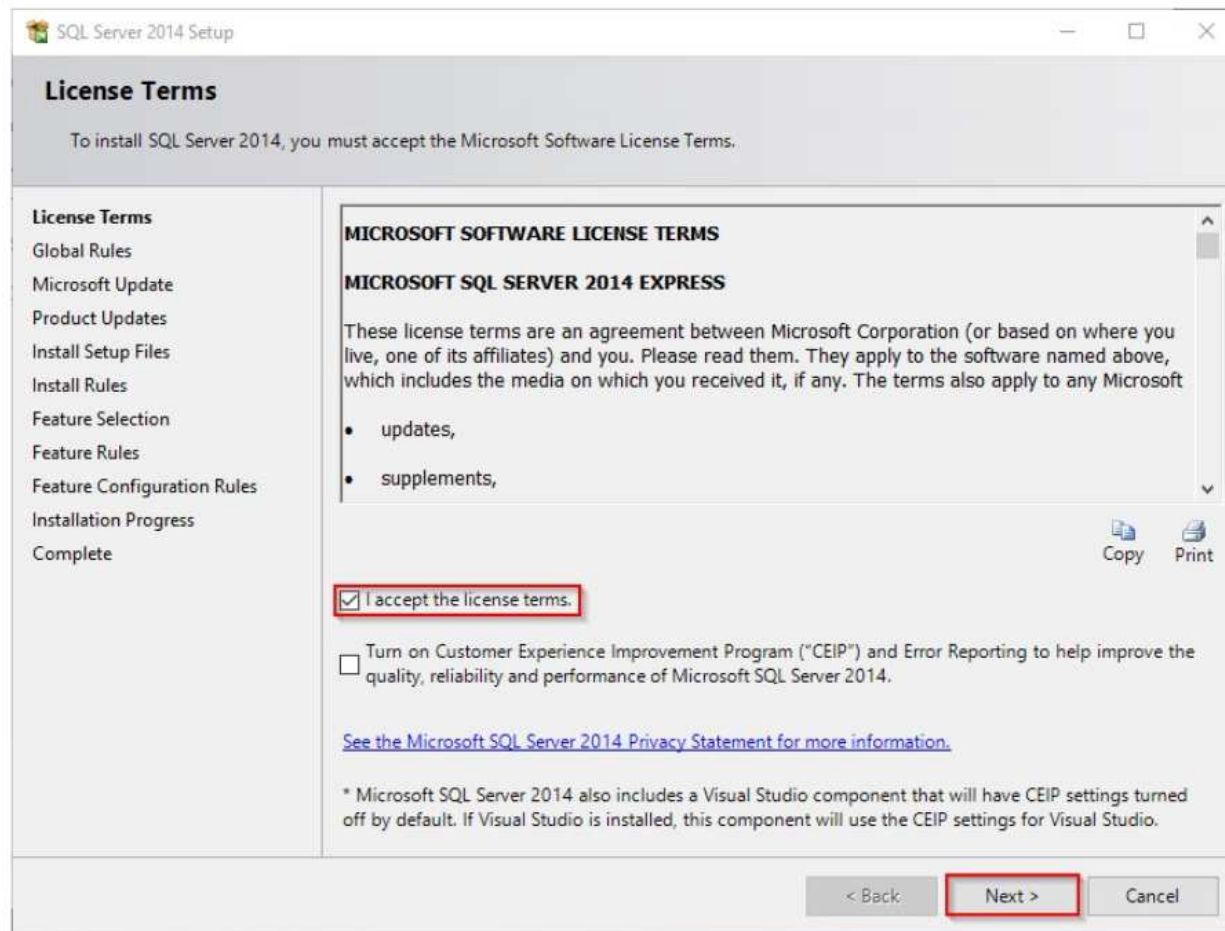 SQL Server 2014 Setup
License Terms
To install SQL Server 2014, you must accept the Microsoft Software License Terms.
License Terms
Global Rules
Microsoft Update
Product Updates
Install Setup Files
Install Rules
Feature Selection
Feature Rules
Feature Configuration Rules
Installation Progress
Complete
MICROSOFT SOFTWARE LICENSE TERMS
MICROSOFT SQL SERVER 2014 EXPRESS
These license terms are an agreement between Microsoft Corporation (or based on where you
live, one of its affiliates) and you. Please read them. They apply to the software named above,
which includes the media on which you received it, if any. The terms also apply to any Microsoft
• updates,
• supplements,
Copy Print
I accept the license terms.
Turn on Customer Experience Improvement Program ("CEIP") and Error Reporting to help improve the
quality, reliability and performance of Microsoft SQL Server 2014.
See the Microsoft SQL Server 2014 Privacy Statement for more information.
* Microsoft SQL Server 2014 also includes a Visual Studio component that will have CEIP settings turned
off by default. If Visual Studio is installed, this component will use the CEIP settings for Visual Studio.
< Back Next > Cancel